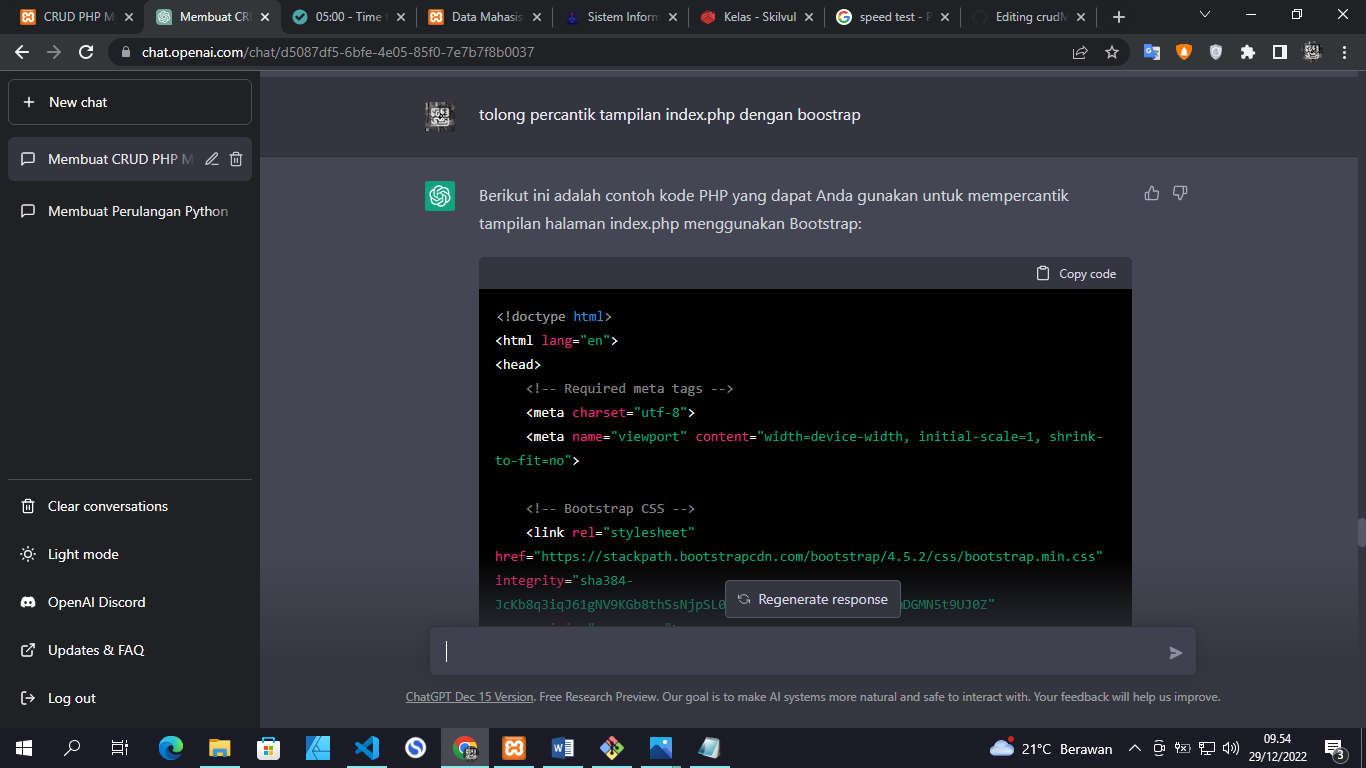 CRUD PHP M
Membuat CR
05:00 - Time
Data Mahasis
Sistem Inform
Kelas - Skilvul
speed test - P
Editing crudM
chat.openai.com/chat/d5087df5-6bfe-4e05-85f0-7e7b7f8b0037
New chat
Membuat CRUD PHP M
Membuat Perulangan Python
Clear conversations
Light mode
OpenAI Discord
Updates & FAQ
Log out
tolong percantik tampilan index.php dengan boostrap
Berikut ini adalah contoh kode PHP yang dapat Anda gunakan untuk mempercantik
tampilan halaman index.php menggunakan Bootstrap:
Copy code
<!doctype html>
<html lang="en">
<head>
<!-- Required meta tags -->
<meta charset="utf-8">
<meta name="viewport" content="width=device-width, initial-scale=1, shrink-
to-fit=no">
<!-- Bootstrap CSS -->
<link rel="stylesheet"
href="https://stackpath.bootstrapcdn.com/bootstrap/4.5.2/css/bootstrap.min.css"
integrity="sha384-
JcKb8q3iqJ61gNV9KGb8thSsNjpSL0 DGMN5t9UJ0Z"
Regenerate response
ChatGPT Dec 15 Version. Free Research Preview. Our goal is to make AI systems more natural and safe to interact with. Your feedback will help us improve.
21°C Berawan
09.54
29/12/2022
3